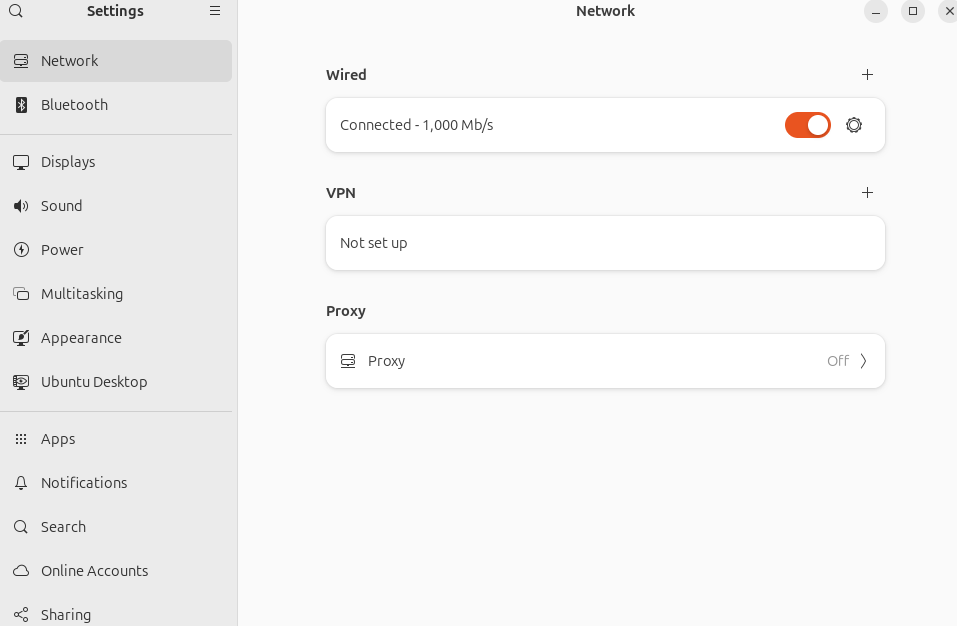 Settings
Network
Network
Bluetooth
Displays
Sound
Power
Multitasking
Appearance
Ubuntu Desktop
Apps
Notifications
Search
Online Accounts
Sharing
Wired
Connected - 1,000 Mb/s
VPN
Not set up
Proxy
Proxy Off